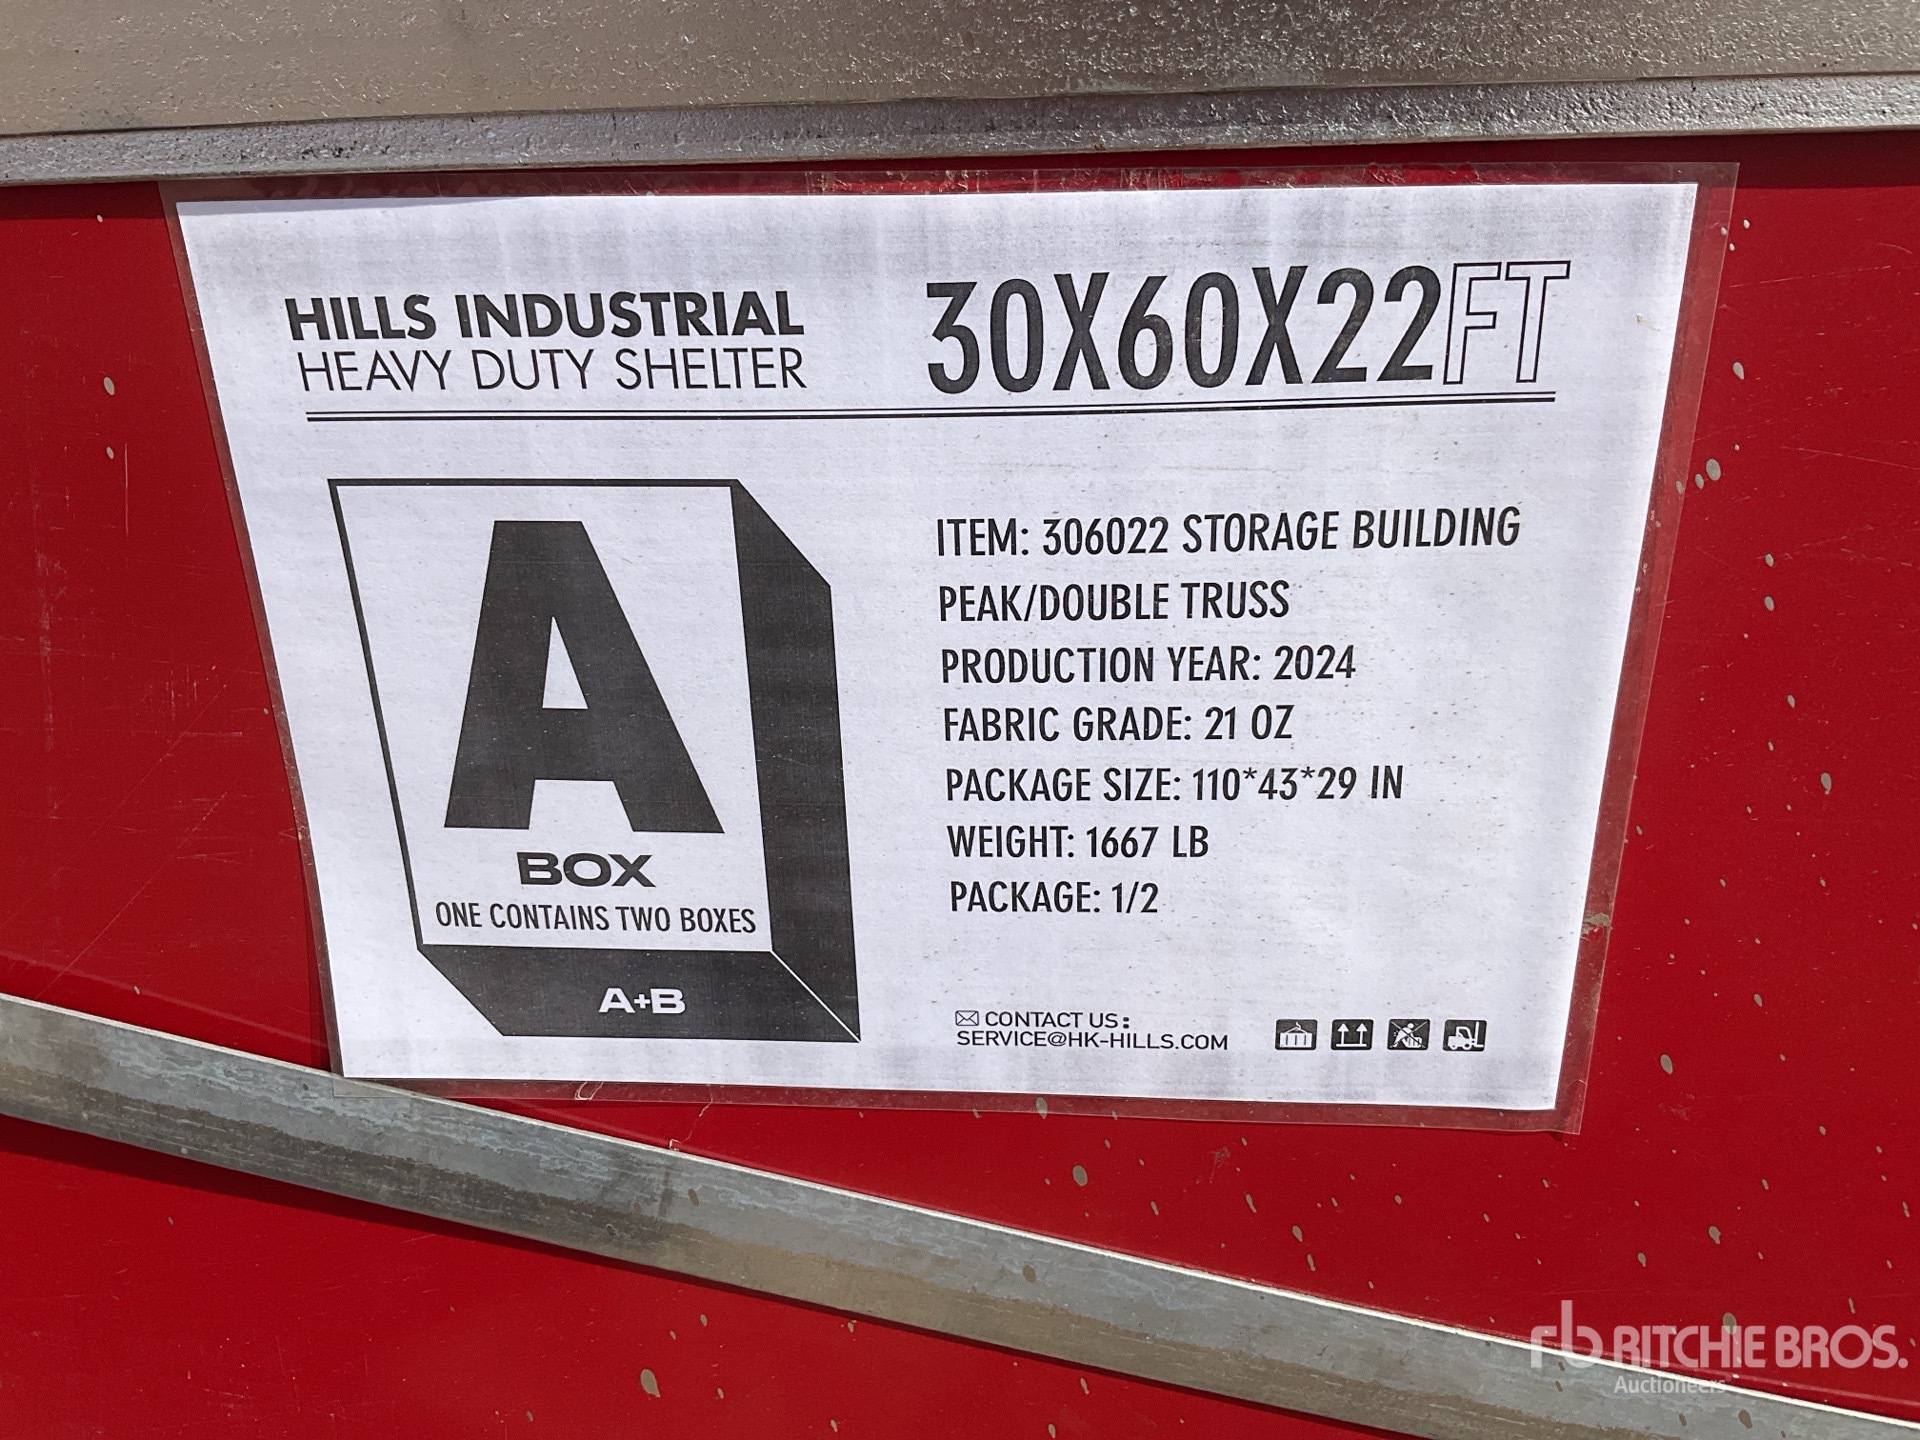 HILLS INDUSTRIAL
HEAVY DUTY SHELTER
30X60X22FT
A
BOX
ONE CONTAINS TWO BOXES
A+B
ITEM: 306022 STORAGE BUILDING
PEAK/DOUBLE TRUSS
PRODUCTION YEAR: 2024
FABRIC GRADE: 21 OZ
PACKAGE SIZE: 110*43*29 IN
WEIGHT: 1667 LB
PACKAGE: 1/2
CONTACT US:
SERVICE@HK-HILLS.COM
rb RITCHIE BROS.
Auctioneers